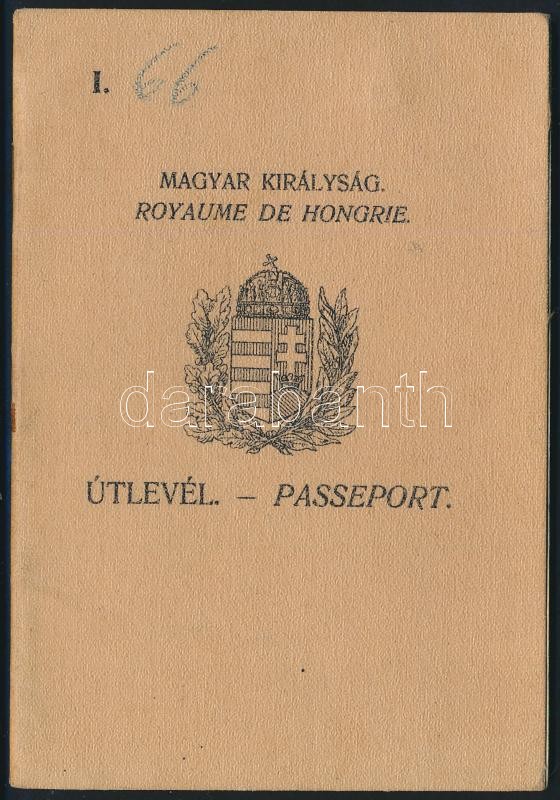 I. 66
MAGYAR KIRÁLYSÁG.
ROYAUME DE HONGRIE.
darabanth
ÚTLEVÉL. — PASSEPORT.